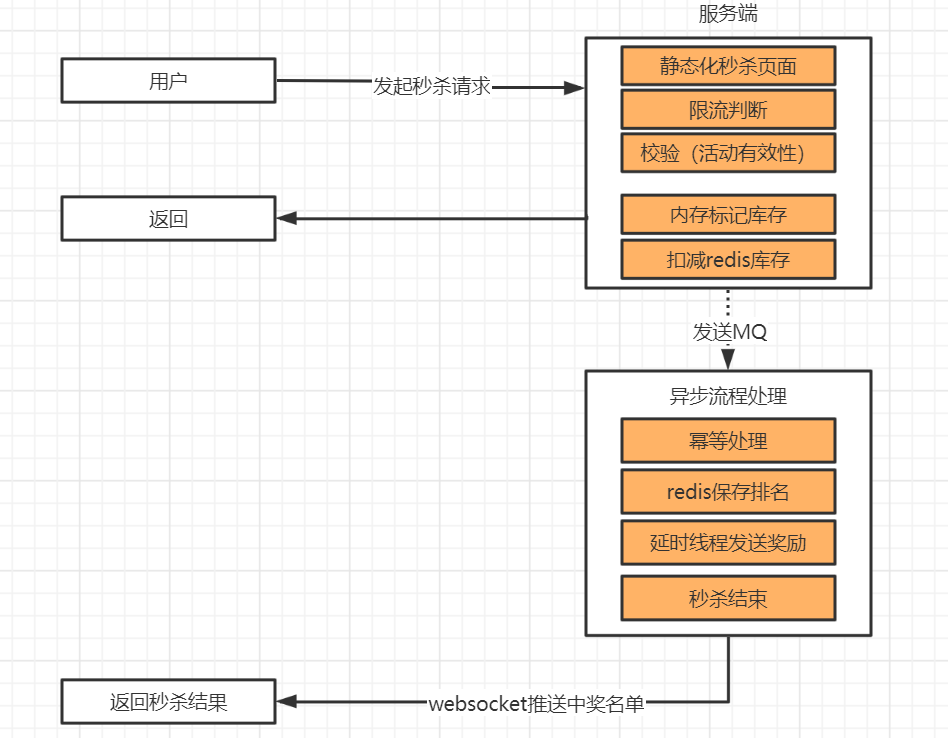 服务端
用户
发起秒杀请求
静态化秒杀页面
限流判断
校验（活动有效性）
返回
内存标记库存
扣减redis库存
发送MQ
异步流程处理
幂等处理
redis保存排名
延时线程发送奖励
秒杀结束
返回秒杀结果
websocket推送中奖名单